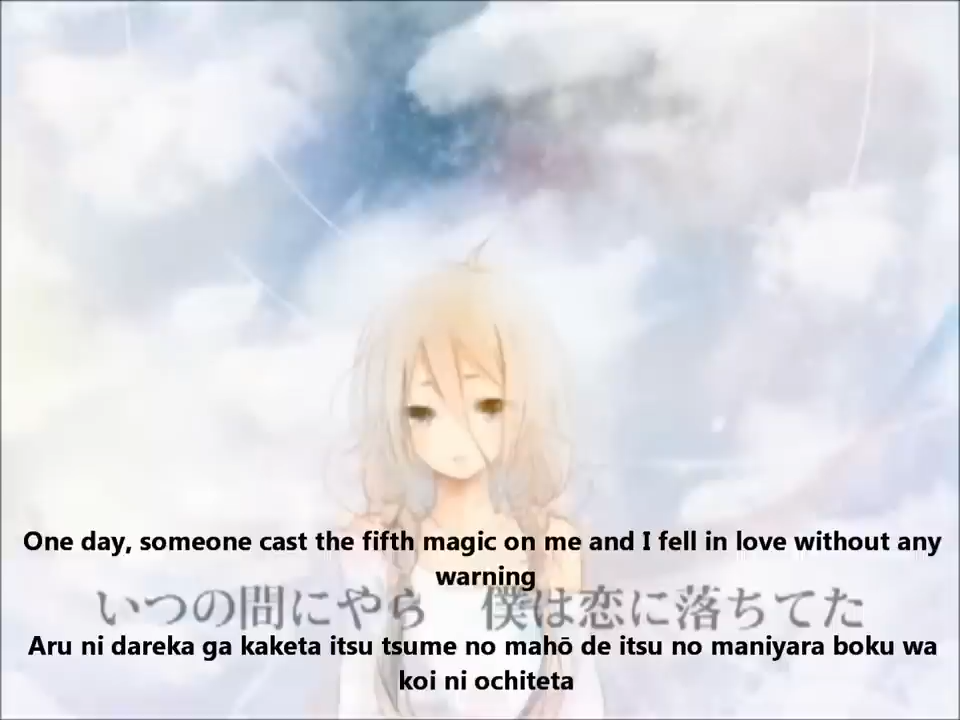 One day, someone cast the fifth magic on me and I fell in love without any
warning
いつの間にやら 僕は恋に落ちてた
Aru ni dareka ga kaketa itsu tsume no mahō de itsu no maniyara boku wa
koi ni ochiteta